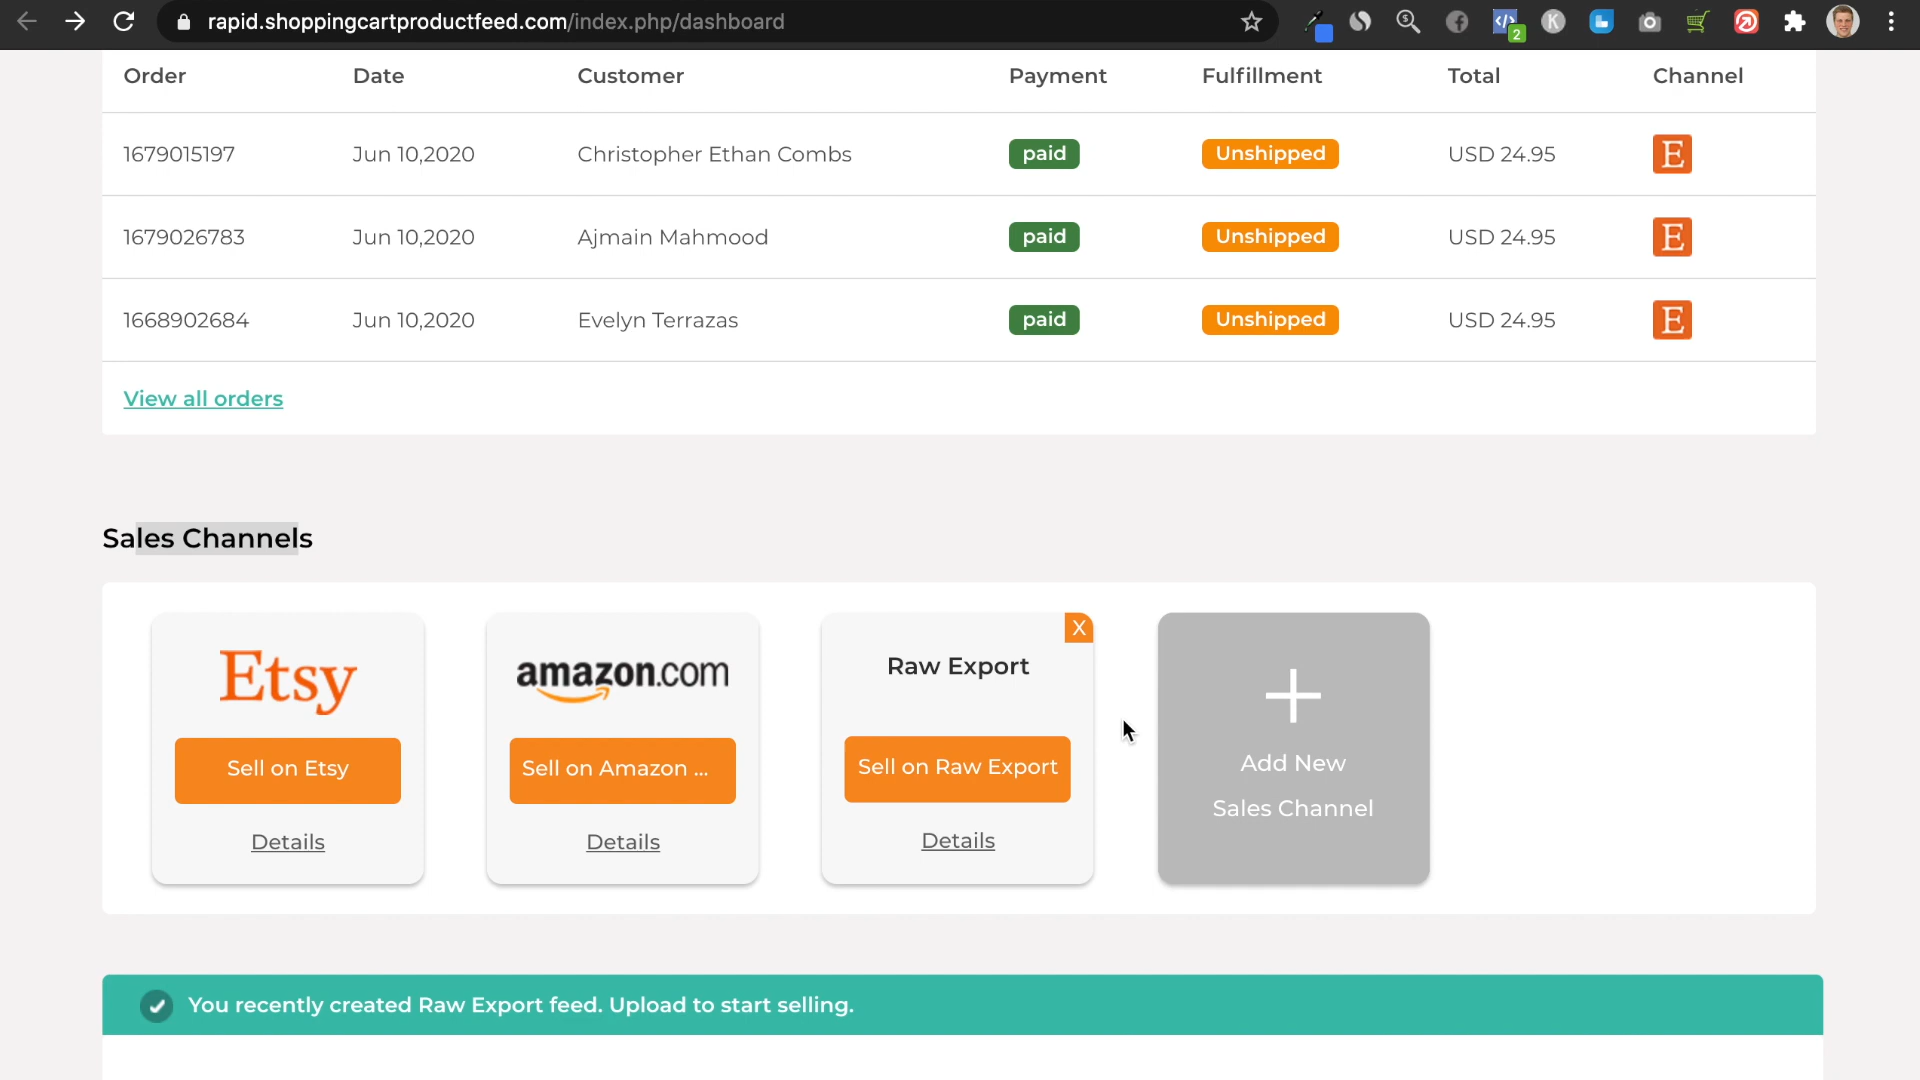 rapid.shoppingcartproductfeed.com/index.php/dashboard
2
K
Order Date Customer Payment Fulfillment Total Channel
1679015197 Jun 10,2020 Christopher Ethan Combs paid Unshipped USD 24.95 E
1679026783 Jun 10,2020 Ajmain Mahmood paid Unshipped USD 24.95 E
1668902684 Jun 10,2020 Evelyn Terrazas paid Unshipped USD 24.95 E
View all orders
Sales Channels
X
Etsy amazon.com Raw Export
Sell on Etsy Sell on Amazon ... Sell on Raw Export
Details Details Details
Add New
Sales Channel
You recently created Raw Export feed. Upload to start selling.